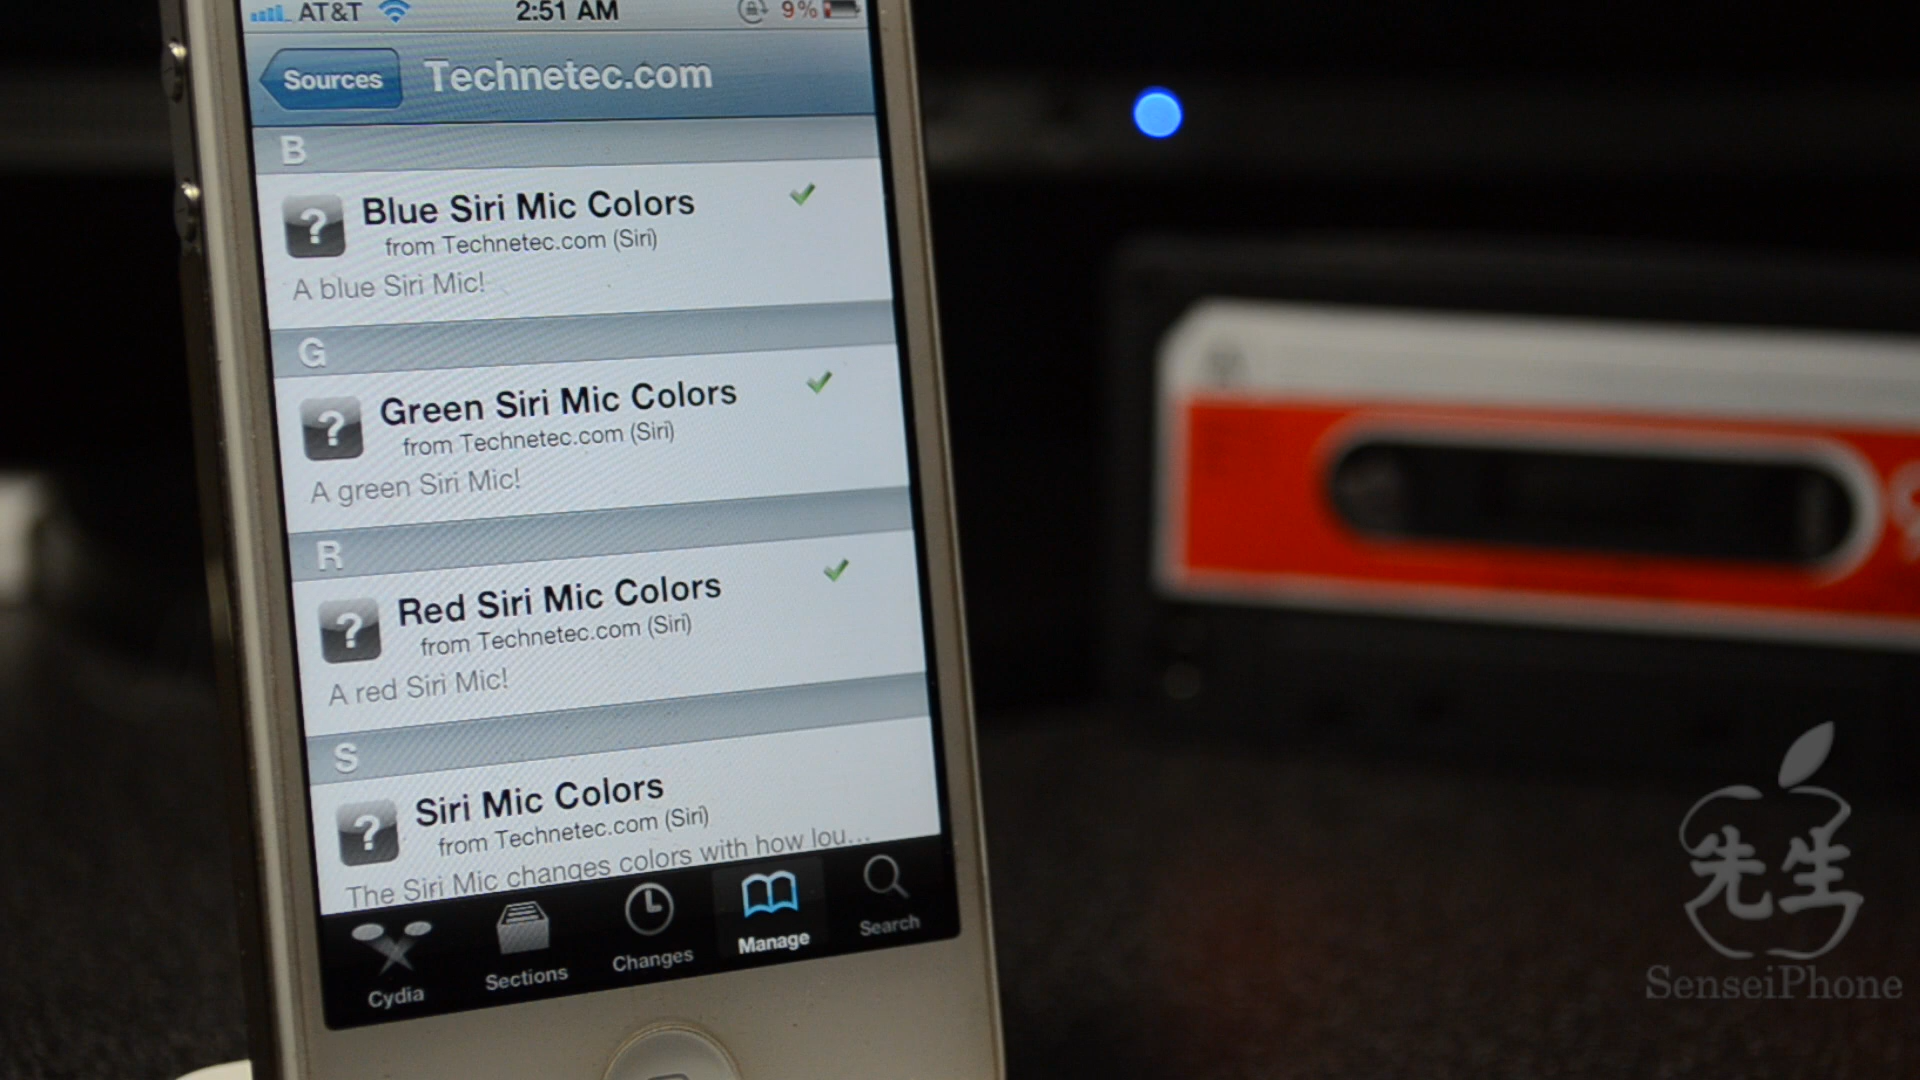 AT&T 2:51 AM 9%
Sources Technetec.com
B
Blue Siri Mic Colors
from Technetec.com (Siri)
A blue Siri Mic!
G
Green Siri Mic Colors
from Technetec.com (Siri)
A green Siri Mic!
R
Red Siri Mic Colors
from Technetec.com (Siri)
A red Siri Mic!
S
Siri Mic Colors
from Technetec.com (Siri)
The Siri Mic changes colors with how lou...
Cydia Sections Changes Manage Search
先生
SenseiPhone